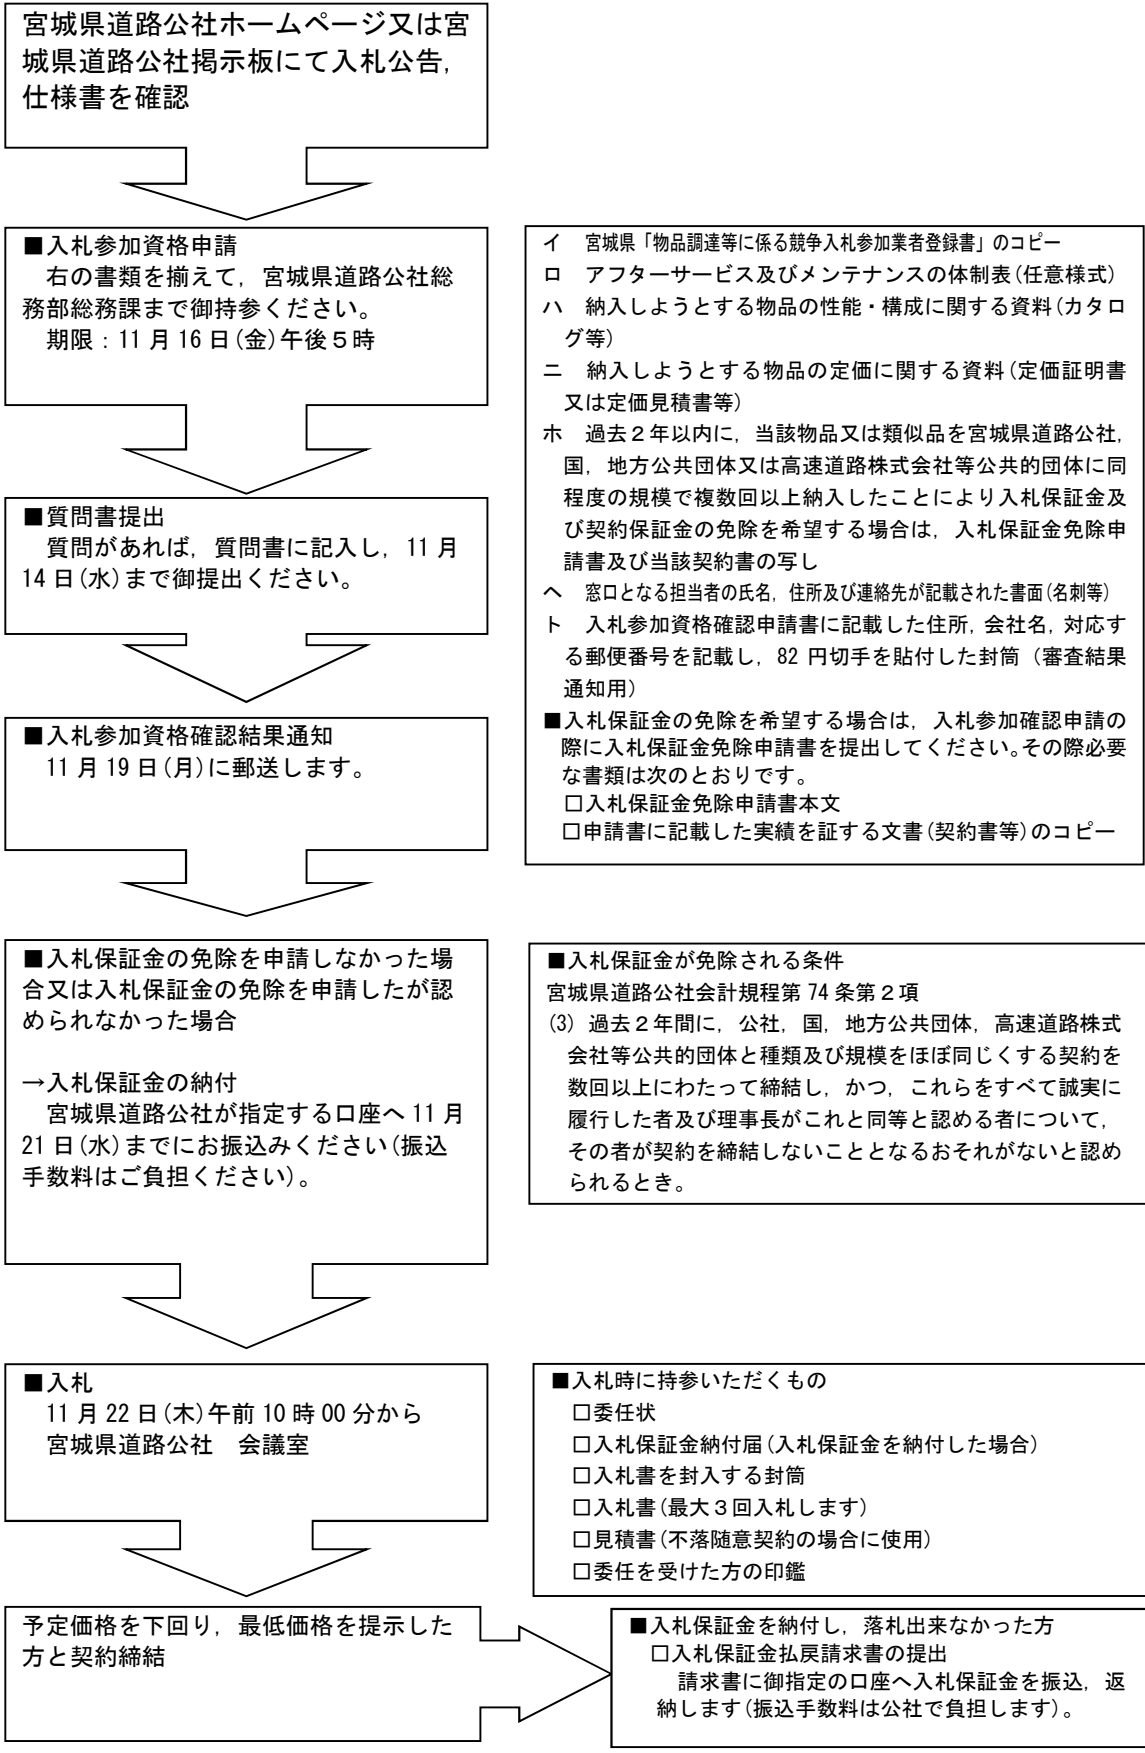 宮城県道路公社ホームページ又は宮
城県道路公社掲示板にて入札公告，
仕様書を確認
■入札参加資格申請
右の書類を揃えて，宮城県道路公社総
務部総務課まで御持参ください。
期限：11月16日(金)午後５時
イ　宮城県「物品調達等に係る競争入札参加業者登録書」のコピー
ロ　アフターサービス及びメンテナンスの体制表(任意様式)
ハ　納入しようとする物品の性能・構成に関する資料(カタロ
グ等)
ニ　納入しようとする物品の定価に関する資料(定価証明書
又は定価見積書等)
ホ　過去２年以内に，当該物品又は類似品を宮城県道路公社，
国，地方公共団体又は高速道路株式会社等公共的団体に同
程度の規模で複数回以上納入したことにより入札保証金及
び契約保証金の免除を希望する場合は，入札保証金免除申
請書及び当該契約書の写し
ヘ　窓口となる担当者の氏名，住所及び連絡先が記載された書面(名刺等)
ト　入札参加資格確認申請書に記載した住所，会社名，対応す
る郵便番号を記載し，82円切手を貼付した封筒（審査結果
通知用）
■入札保証金の免除を希望する場合は，入札参加確認申請の
際に入札保証金免除申請書を提出してください。その際必要
な書類は次のとおりです。
□入札保証金免除申請書本文
□申請書に記載した実績を証する文書(契約書等)のコピー
■質問書提出
質問があれば，質問書に記入し，11月
14日(水)まで御提出ください。
■入札参加資格確認結果通知
11月19日(月)に郵送します。
■入札保証金の免除を申請しなかった場
合又は入札保証金の免除を申請したが認
められなかった場合
→入札保証金の納付
宮城県道路公社が指定する口座へ11月
21日(水)までにお振込みください(振込
手数料はご負担ください)。
■入札保証金が免除される条件
宮城県道路公社会計規程第74条第２項
(3) 過去２年間に，公社，国，地方公共団体，高速道路株式
会社等公共的団体と種類及び規模をほぼ同じくする契約を
数回以上にわたって締結し，かつ，これらをすべて誠実に
履行した者及び理事長がこれと同等と認める者について，
その者が契約を締結しないこととなるおそれがないと認め
られるとき。
■入札
11月22日(木)午前10時00分から
宮城県道路公社　会議室
■入札時に持参いただくもの
□委任状
□入札保証金納付届(入札保証金を納付した場合)
□入札書を封入する封筒
□入札書(最大３回入札します)
□見積書(不落随意契約の場合に使用)
□委任を受けた方の印鑑
予定価格を下回り，最低価格を提示した
方と契約締結
■入札保証金を納付し，落札出来なかった方
□入札保証金払戻請求書の提出
請求書に御指定の口座へ入札保証金を振込，返
納します(振込手数料は公社で負担します)。